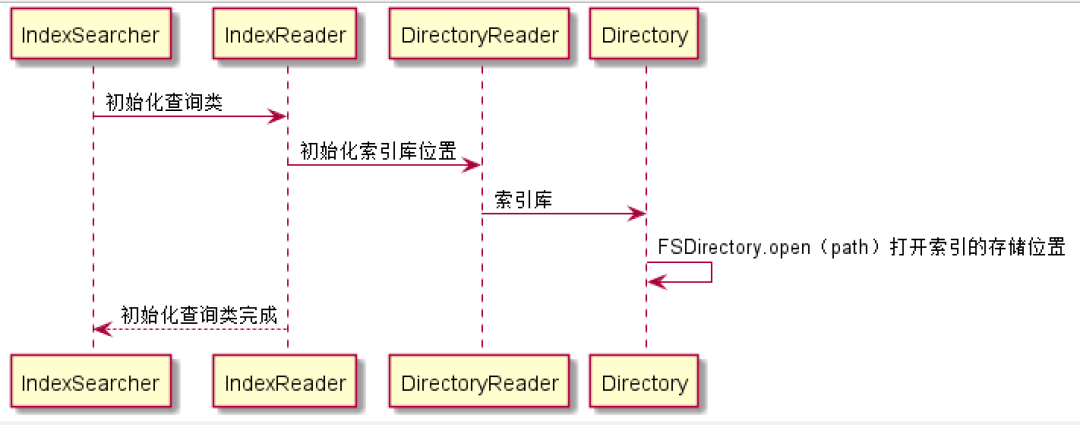 IndexSearcher
IndexReader
DirectoryReader
Directory
初始化查询类
初始化索引库位置
索引库
FSDirectory.open（path）打开索引的存储位置
初始化查询类完成
IndexSearcher
IndexReader
DirectoryReader
Directory